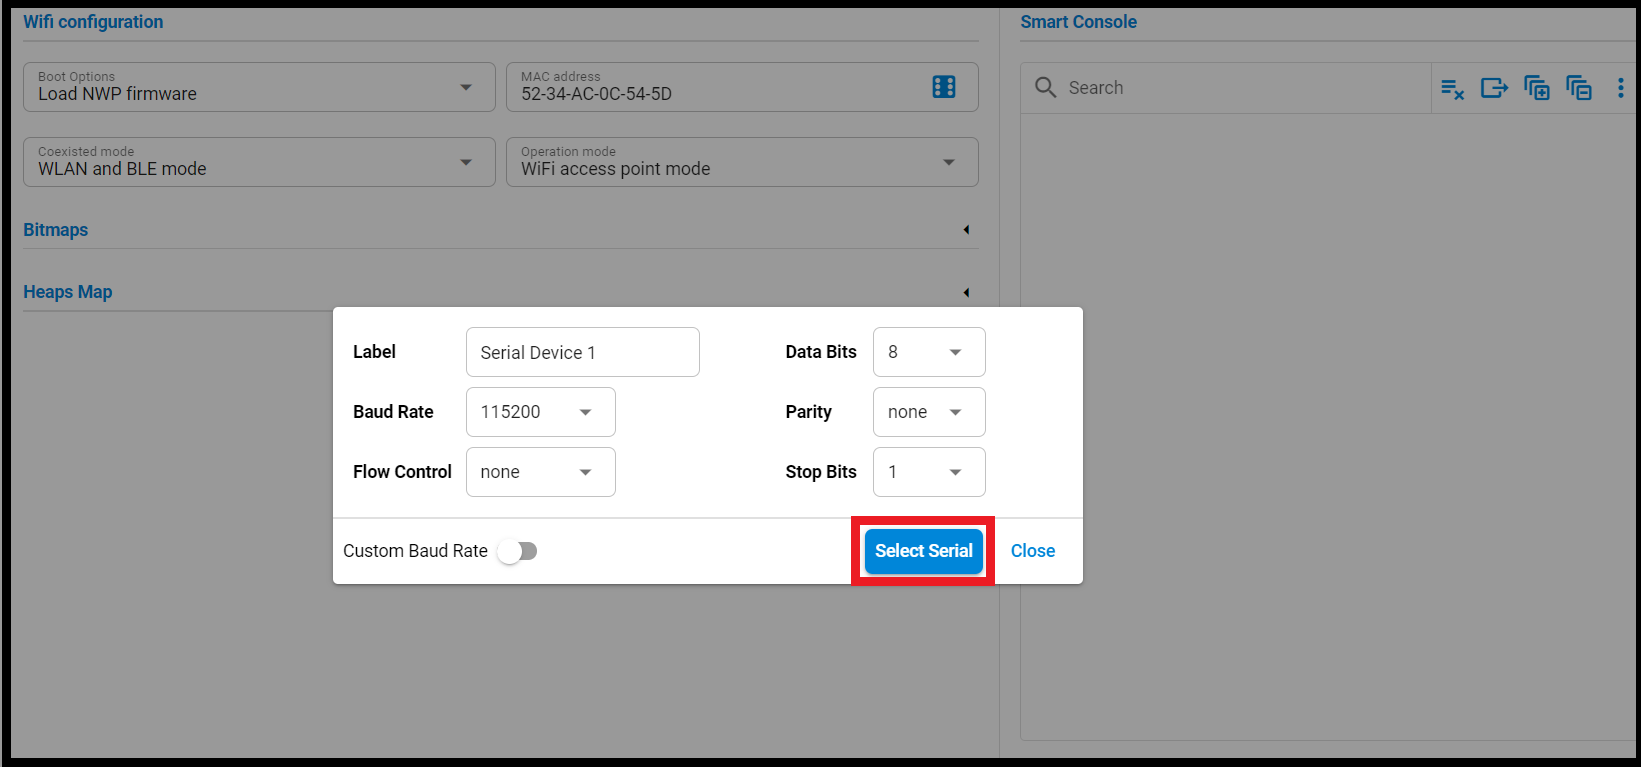 Wifi configuration
Smart Console
Boot Options
Load NWP firmware
MAC address
52-34-AC-0C-54-5D
Search
Coexisted mode
WLAN and BLE mode
Operation mode
WiFi access point mode
Bitmaps
Heaps Map
Label
Serial Device 1
Data Bits
8
Baud Rate
115200
Parity
none
Flow Control
none
Stop Bits
1
Custom Baud Rate
Select Serial
Close